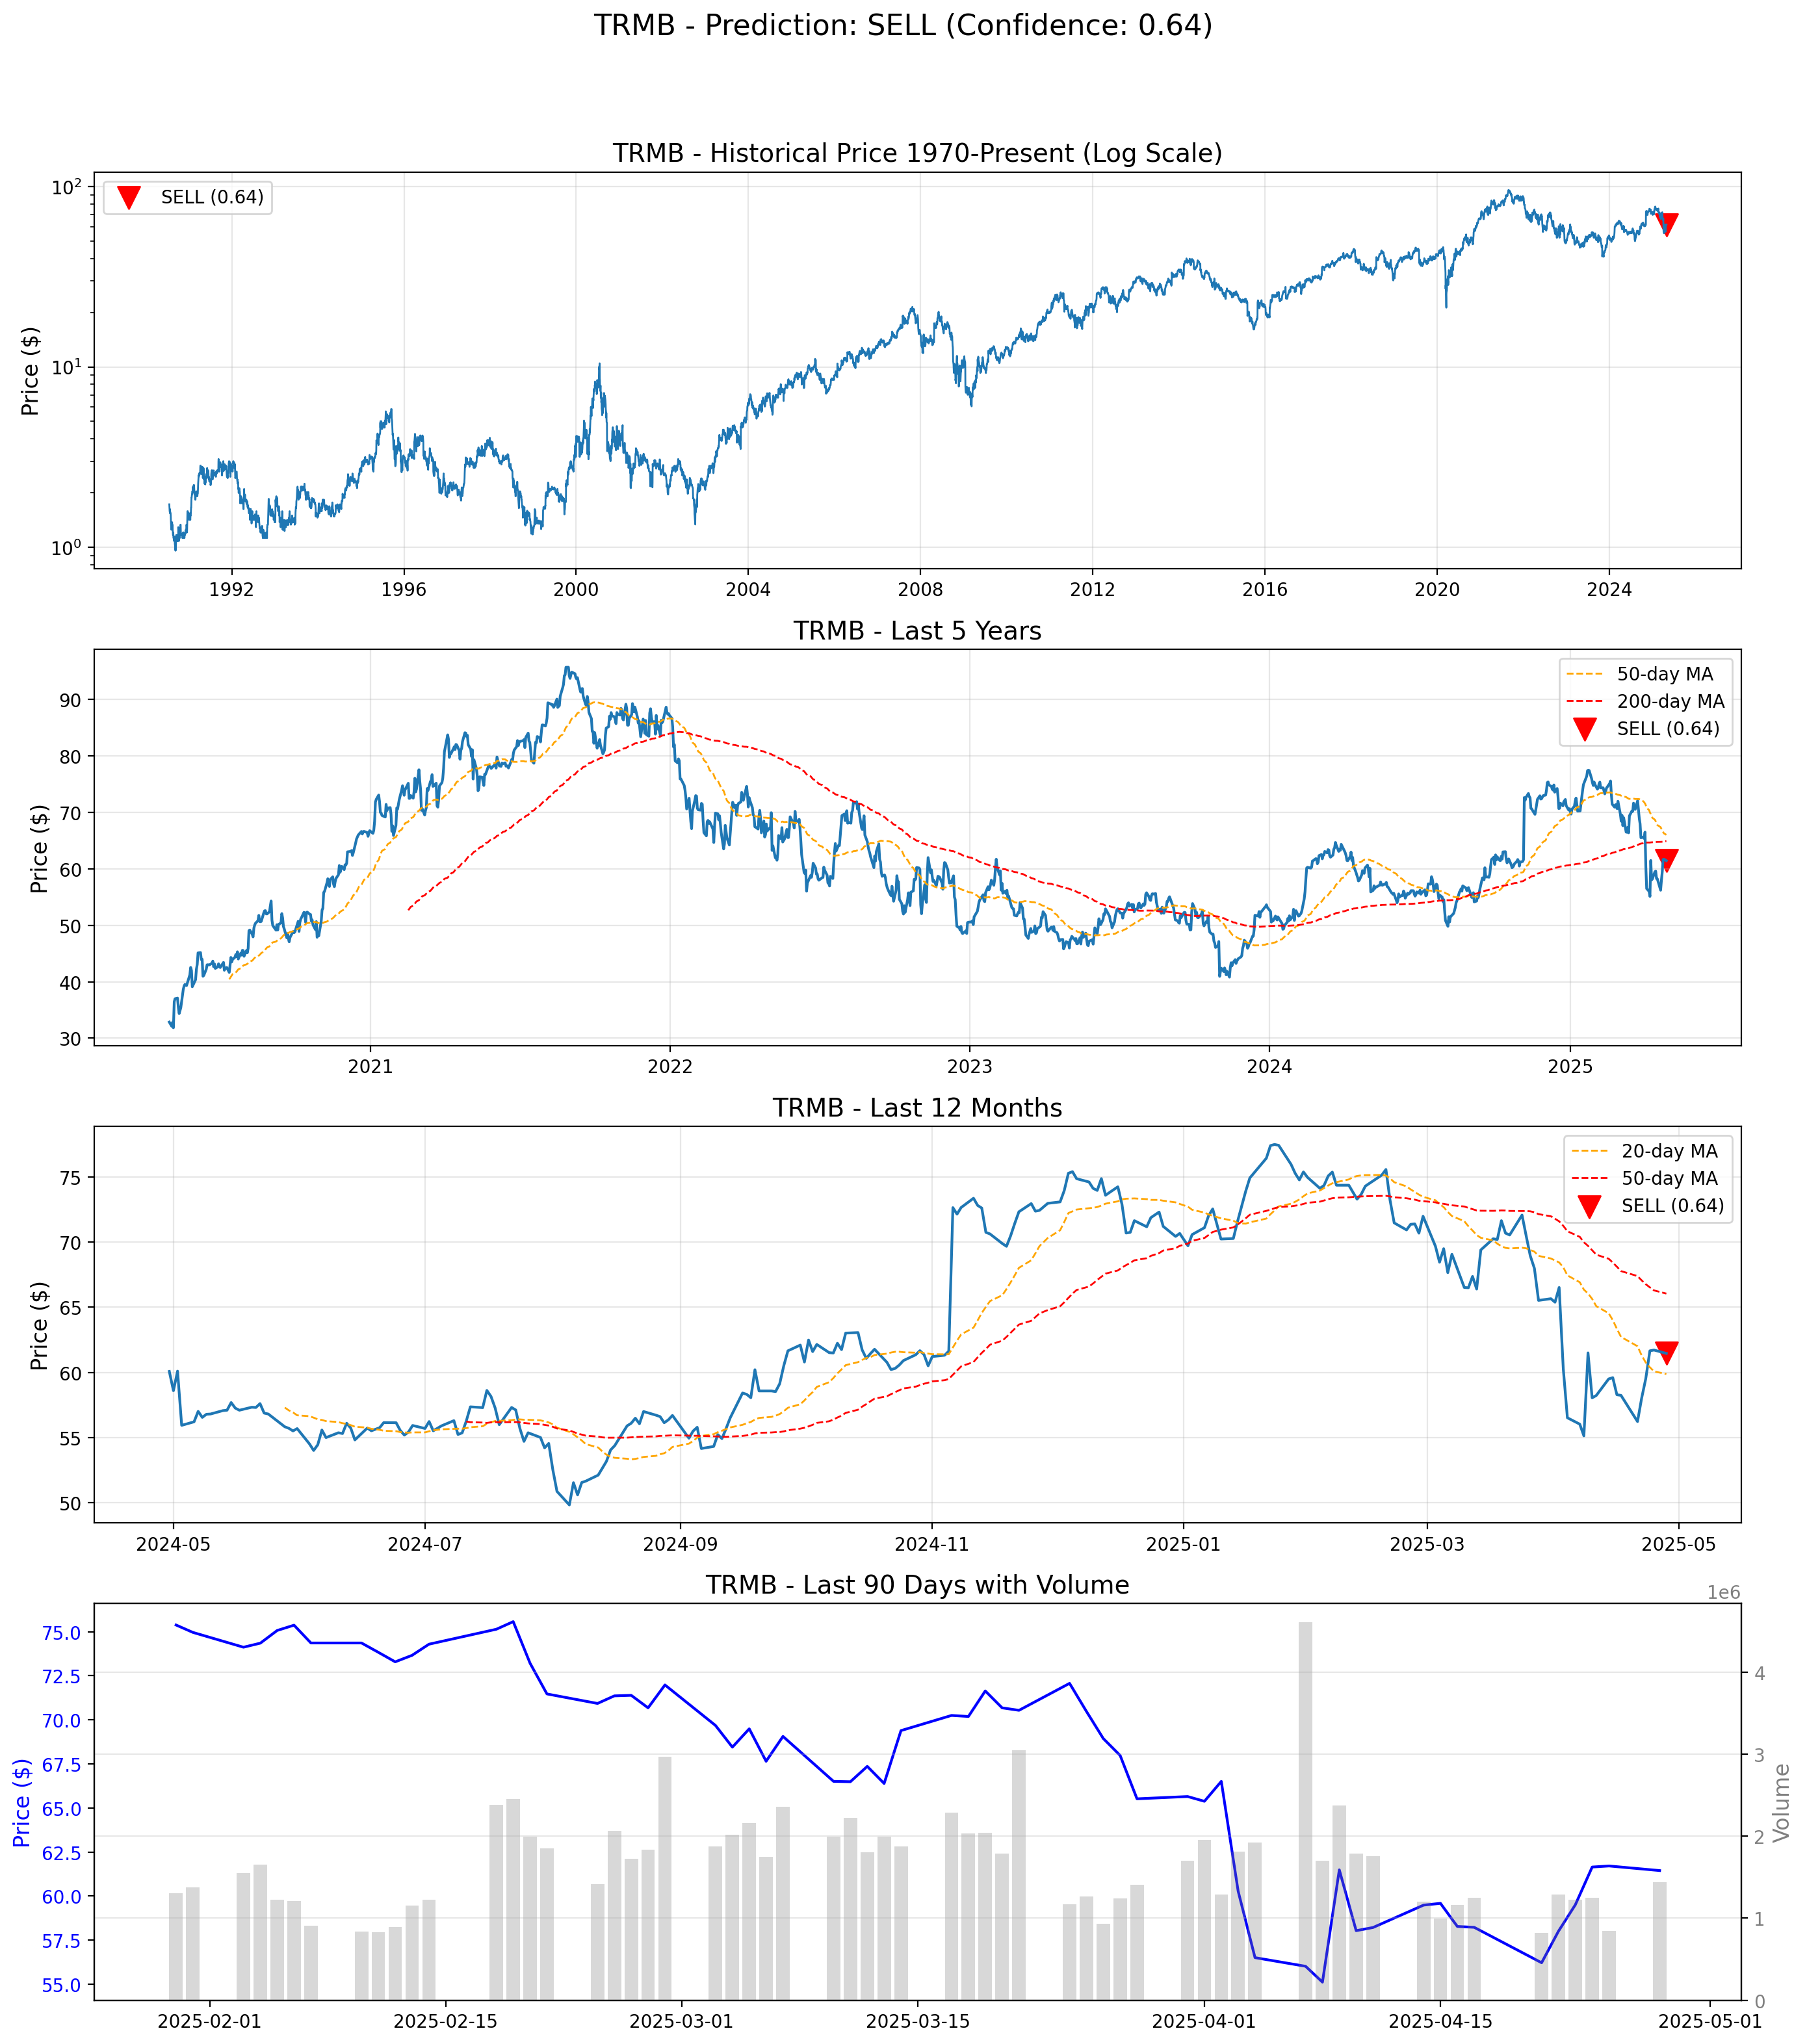 TRMB - Prediction: SELL (Confidence: 0.64)
TRMB - Historical Price 1970-Present (Log Scale)
SELL (0.64)
Price ($)
10²
10¹
10⁰
1992 1996 2000 2004 2008 2012 2016 2020 2024
TRMB - Last 5 Years
50-day MA
200-day MA
SELL (0.64)
Price ($)
90
80
70
60
50
40
30
2021 2022 2023 2024 2025
TRMB - Last 12 Months
20-day MA
50-day MA
SELL (0.64)
Price ($)
75
70
65
60
55
50
2024-05 2024-07 2024-09 2024-11 2025-01 2025-03 2025-05
TRMB - Last 90 Days with Volume
1e6
Price ($)
75.0
72.5
70.0
67.5
65.0
62.5
60.0
57.5
55.0
4
3
2
1
0
Volume
2025-02-01 2025-02-15 2025-03-01 2025-03-15 2025-04-01 2025-04-15 2025-05-01